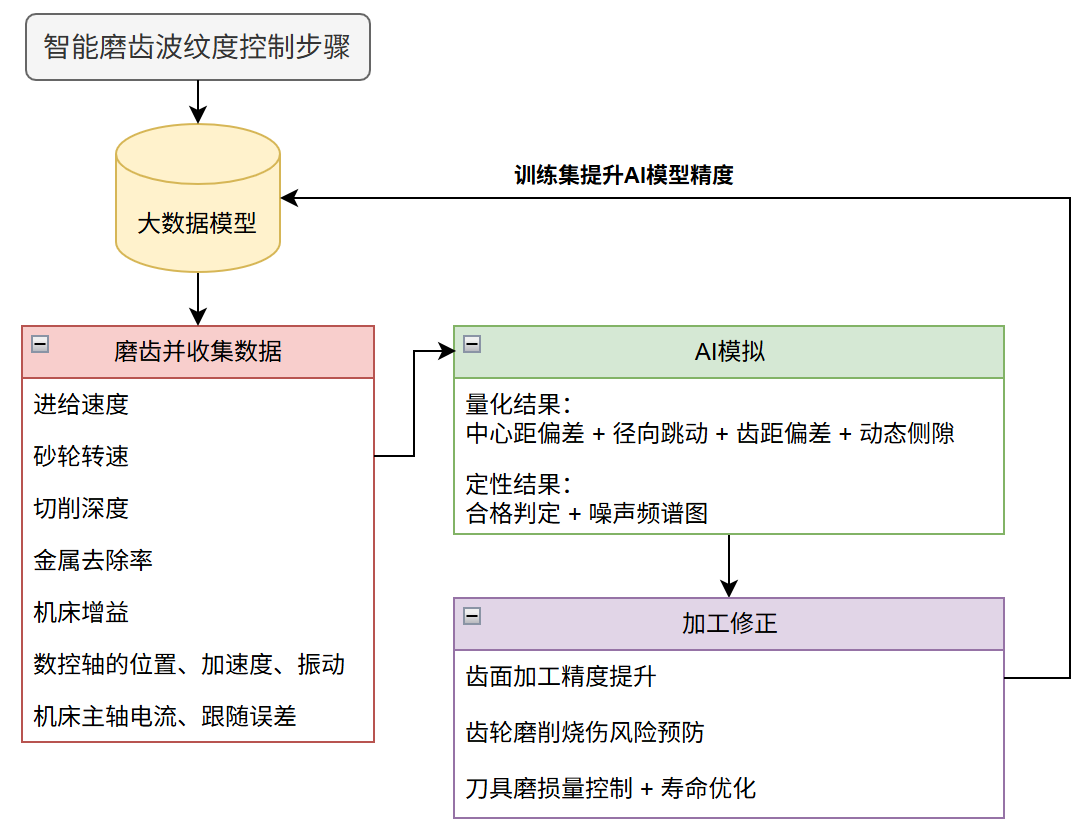 智能磨齿波纹度控制步骤
训练集提升AI模型精度
大数据模型
磨齿并收集数据
进给速度
砂轮转速
切削深度
金属去除率
机床增益
数控轴的位置、加速度、振动
机床主轴电流、跟随误差
AI模拟
量化结果：
中心距偏差 + 径向跳动 + 齿距偏差 + 动态侧隙
定性结果：
合格判定 + 噪声频谱图
加工修正
齿面加工精度提升
齿轮磨削烧伤风险预防
刀具磨损量控制 + 寿命优化